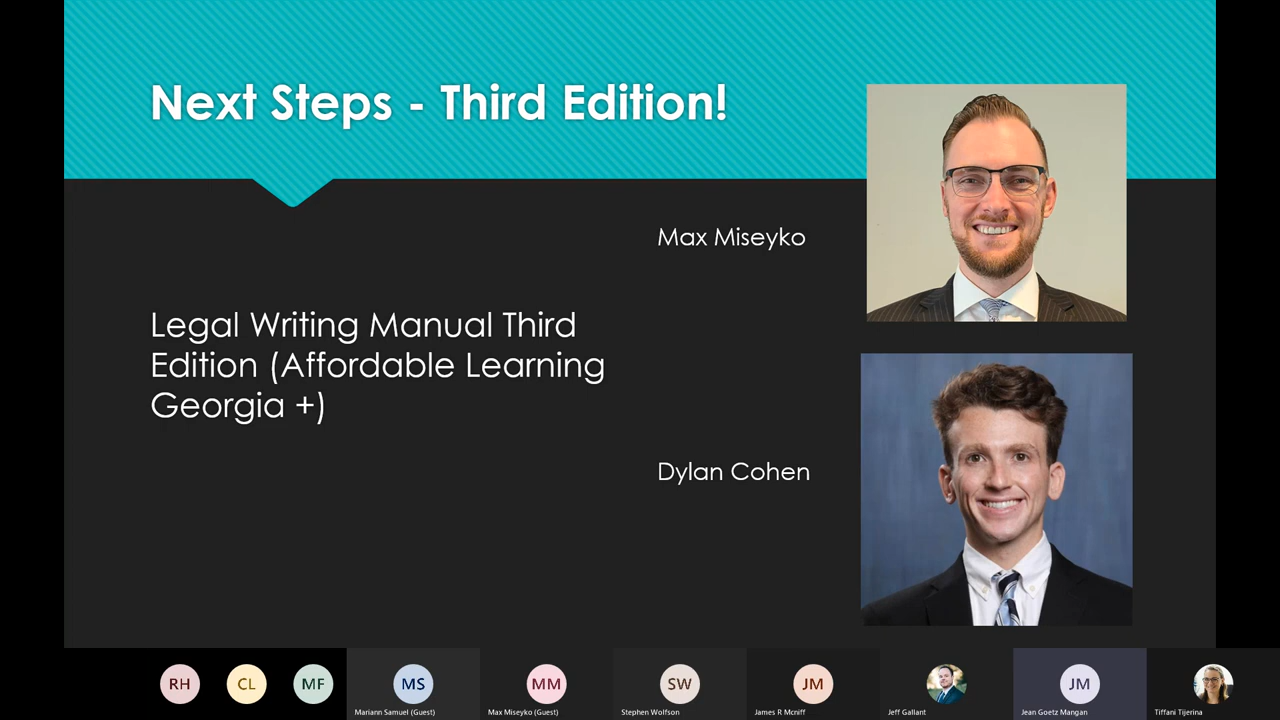 Next Steps - Third Edition!
Max Miseyko
Legal Writing Manual Third
Edition (Affordable Learning
Georgia +)
Dylan Cohen
RH
CL
MF
MS
MM
SW
JM
JM
Mariann Samuel (Guest)
Max Miseyko (Guest)
Stephen Wolfson
James R Mcniff
Jeff Gallant
Jean Goetz Mangan
Tiffani Tijerina